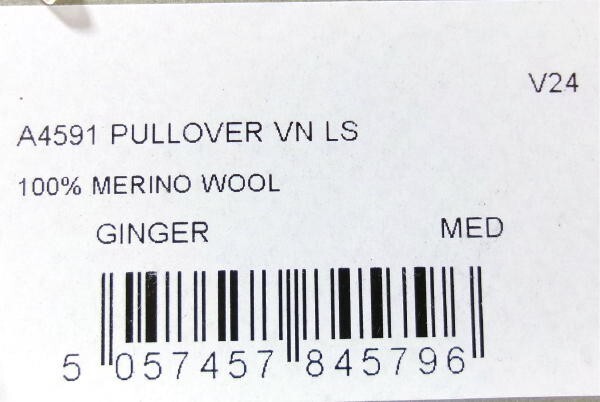 V24
A4591 PULLOVER VN LS
100% MERINO WOOL
GINGER MED
5 057457 845796